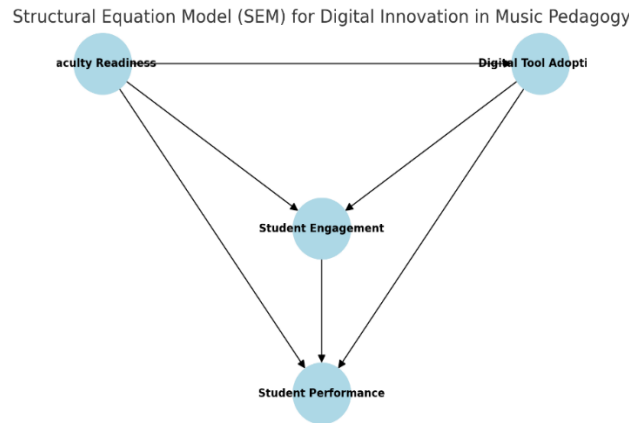 Structural Equation Model (SEM) for Digital Innovation in Music Pedagogy
aculty Readiness
Digital Tool Adopti
Student Engagement
Student Performance